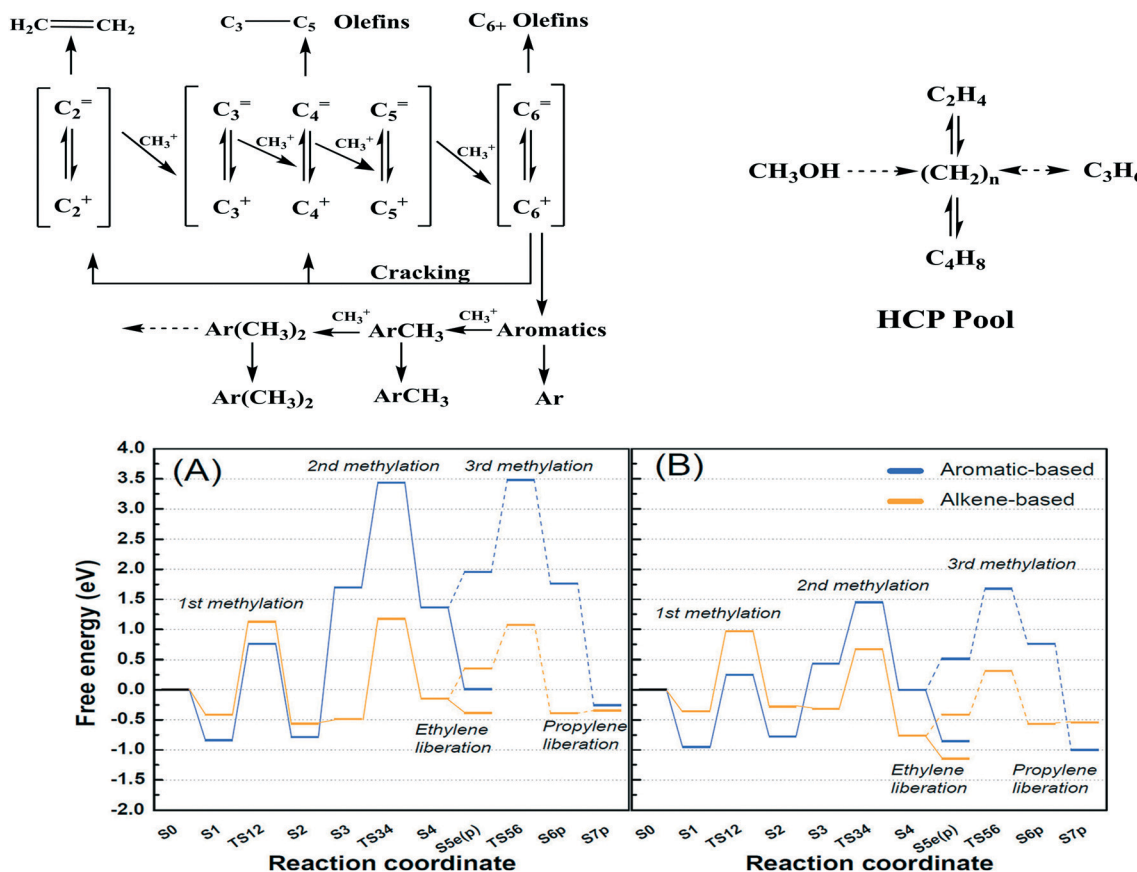 H₂C=CH₂
C₃—C₅ Olefins
C₆₊ Olefins
C₂⁼
C₃⁼ C₄⁼ C₅⁼
C₆⁼
CH₃⁺
CH₃⁺ CH₃⁺
CH₃⁺
C₂⁺
C₃⁺ C₄⁺ C₅⁺
C₆⁺
Cracking
Ar(CH₃)₂ CH₃⁺ ArCH₃ CH₃⁺ Aromatics
Ar(CH₃)₂ ArCH₃ Ar
C₂H₄
CH₃OH (CH₂)ₙ
C₄H₈
HCP Pool
Free energy (eV)
4.0
3.5
3.0
2.5
2.0
1.5
1.0
0.5
0.0
-0.5
-1.0
-1.5
-2.0
(A)
1st methylation
2nd methylation
3rd methylation
Ethylene
liberation
Propylene
liberation
S0 S1 TS12 S2 S3 TS34 S4 S5e(p) TS56 S6p S7p
Reaction coordinate
(B)
Aromatic-based
Alkene-based
1st methylation
2nd methylation
3rd methylation
Ethylene
liberation
Propylene
liberation
S0 S1 TS12 S2 S3 TS34 S4 S5e(p) TS56 S6p S7p
Reaction coordinate